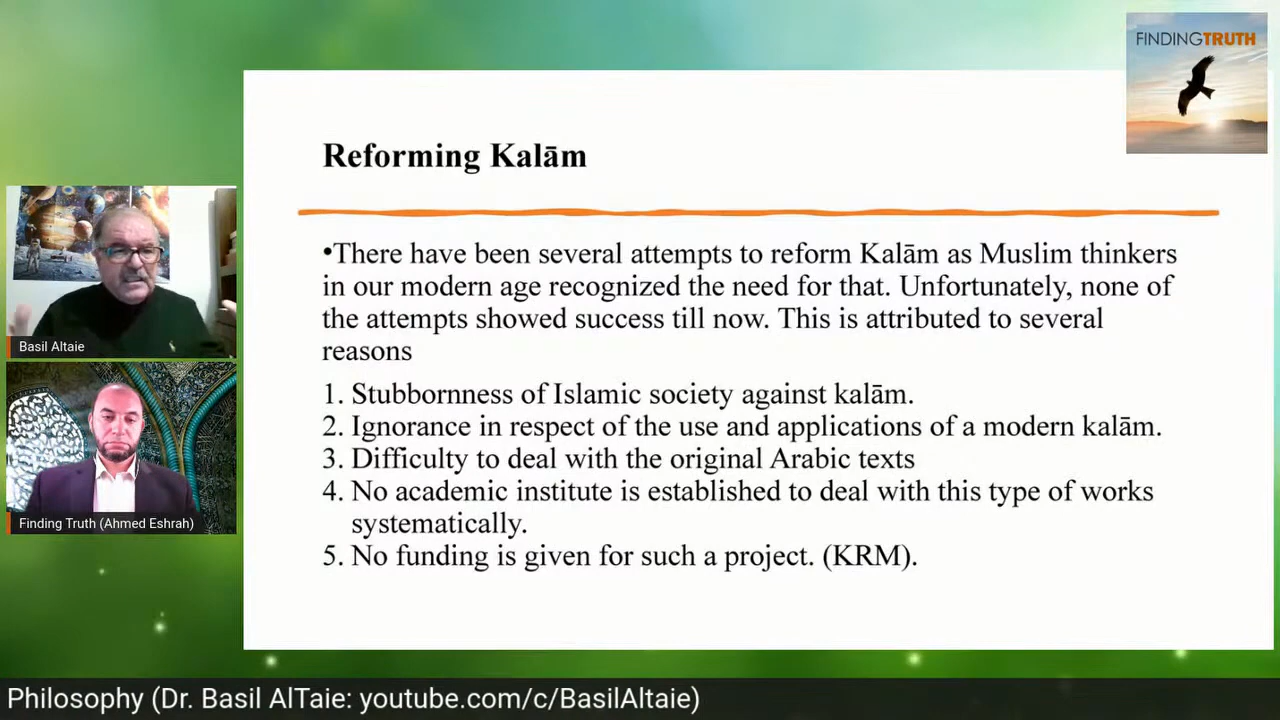 FINDINGTRUTH
Reforming Kalām
•There have been several attempts to reform Kalām as Muslim thinkers
in our modern age recognized the need for that. Unfortunately, none of
the attempts showed success till now. This is attributed to several
reasons
1. Stubbornness of Islamic society against kalām.
2. Ignorance in respect of the use and applications of a modern kalām.
3. Difficulty to deal with the original Arabic texts
4. No academic institute is established to deal with this type of works
systematically.
5. No funding is given for such a project. (KRM).
Basil Altaie
Finding Truth (Ahmed Eshrah)
Philosophy (Dr. Basil AlTaie: youtube.com/c/BasilAltaie)